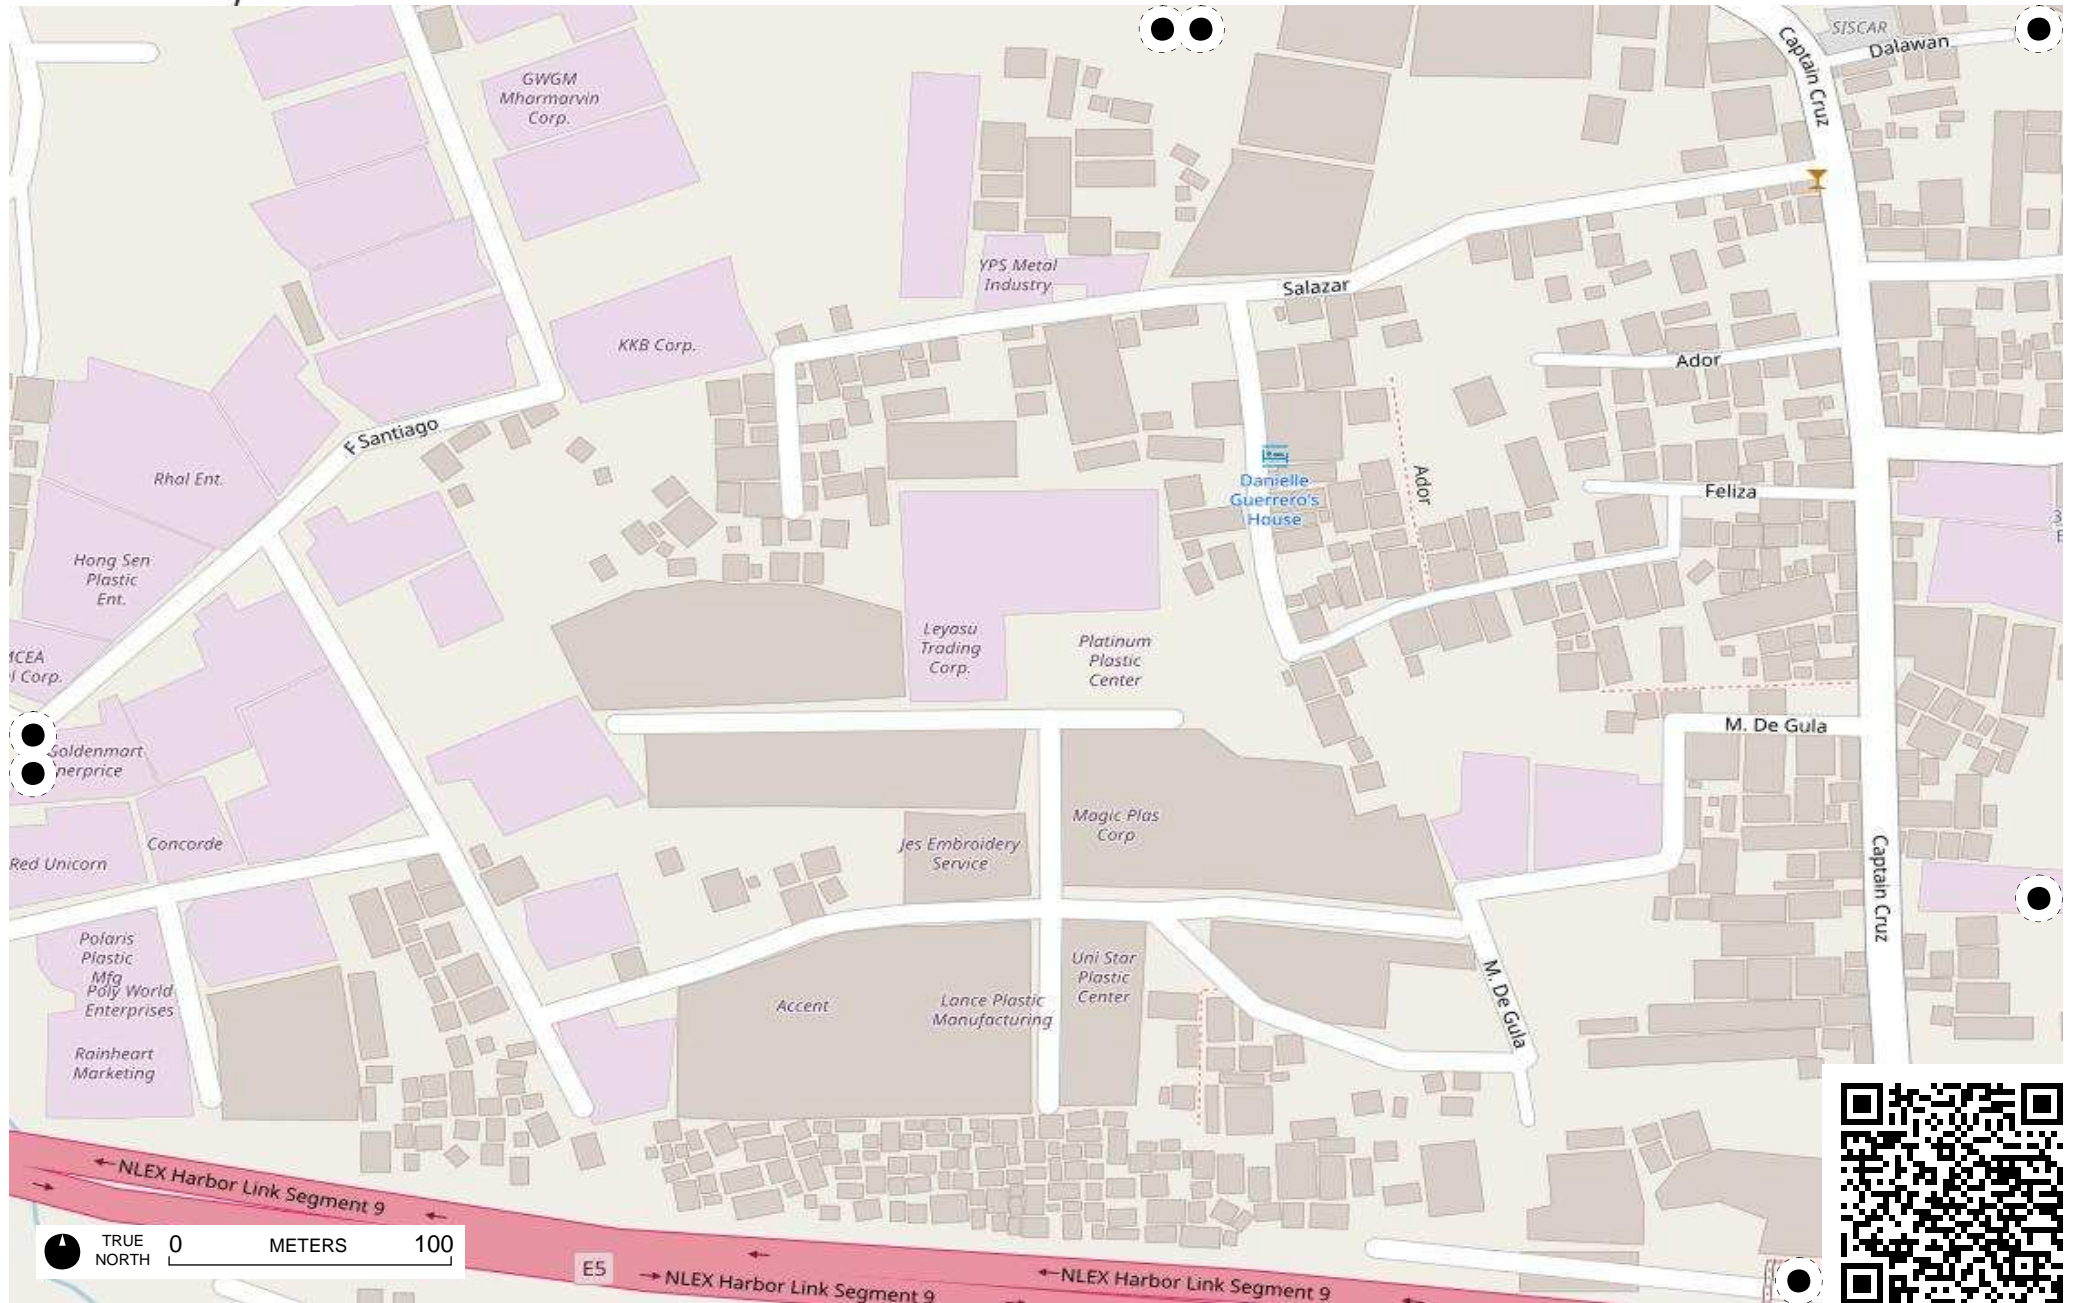 SISCAR
Dalawan
Captain Cruz
GWGM
Mharmarvin
Corp.
YPS Metal
Industry
Salazar
KKB Corp.
Ador
F Santiago
Rhal Ent.
Ador
Danielle
Guerrero's
House
Feliza
Hong Sen
Plastic
Ent.
Leyasu
Trading
Corp.
Platinum
Plastic
Center
Corp.
M. De Gula
Goldenmart
Concorde
Red Unicorn
Jes Embroidery
Service
Magic Plas
Corp
Captain Cruz
Polaris
Plastic
Mfg
Poly World
Enterprises
Rainheart
Marketing
Accent
Lance Plastic
Manufacturing
Uni Star
Plastic
Center
M. De Gula
NLEX Harbor Link Segment 9
TRUE
NORTH
0 METERS 100
E5
NLEX Harbor Link Segment 9
NLEX Harbor Link Segment 9